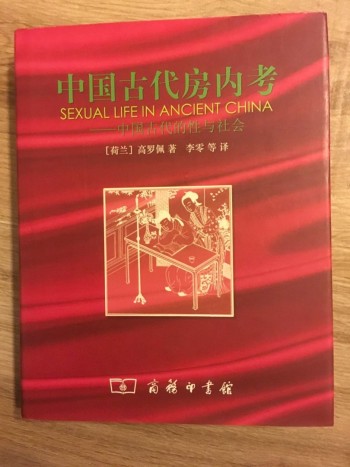 中国古代房内考
SEXUAL LIFE IN ANCIENT CHINA
——中国古代的性与社会
[荷兰] 高罗佩 著 李零 等 译
商务印书馆